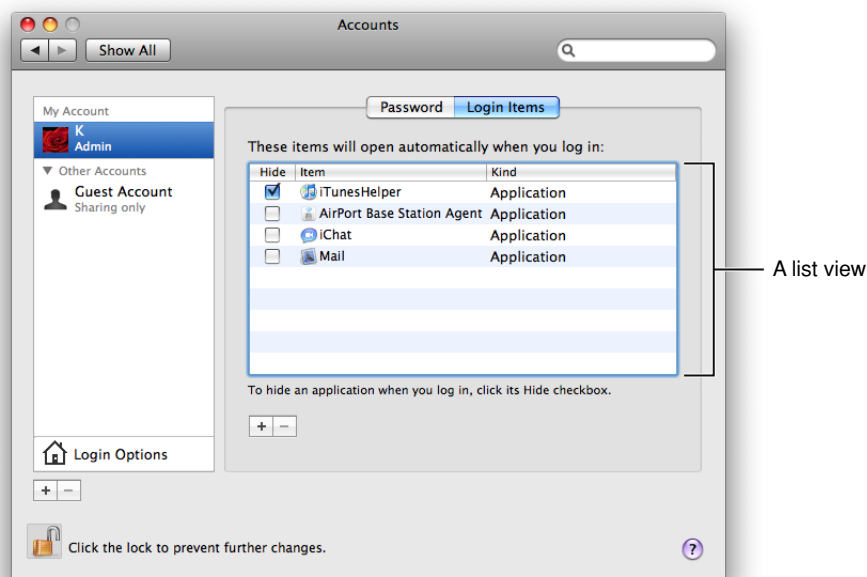 Accounts
Show All
My Account
K
Admin
Other Accounts
Guest Account
Sharing only
Login Options
Password Login Items
These items will open automatically when you log in:
Hide Item Kind
iTunesHelper Application
AirPort Base Station Agent Application
iChat Application
Mail Application
To hide an application when you log in, click its Hide checkbox.
+ −
+ −
Click the lock to prevent further changes.
?
A list view